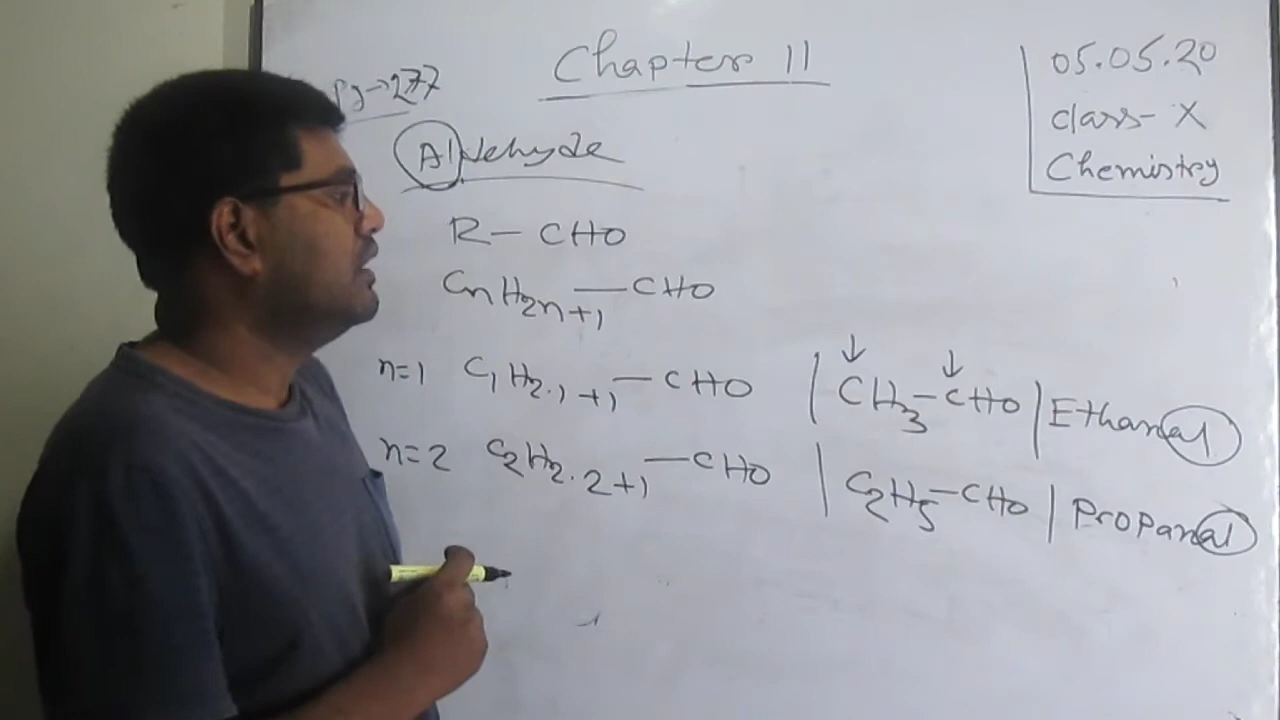 Chapter 11
05.05.20
class- X
Chemistry
Pg→277
Aldehyde
R — CHO
CnH2n+1 — CHO
n=1 C1H2.1+1 — CHO | CH3 – CHO | Ethanal
n=2 C2H2.2+1 — CHO | C2H5 – CHO | Propanal